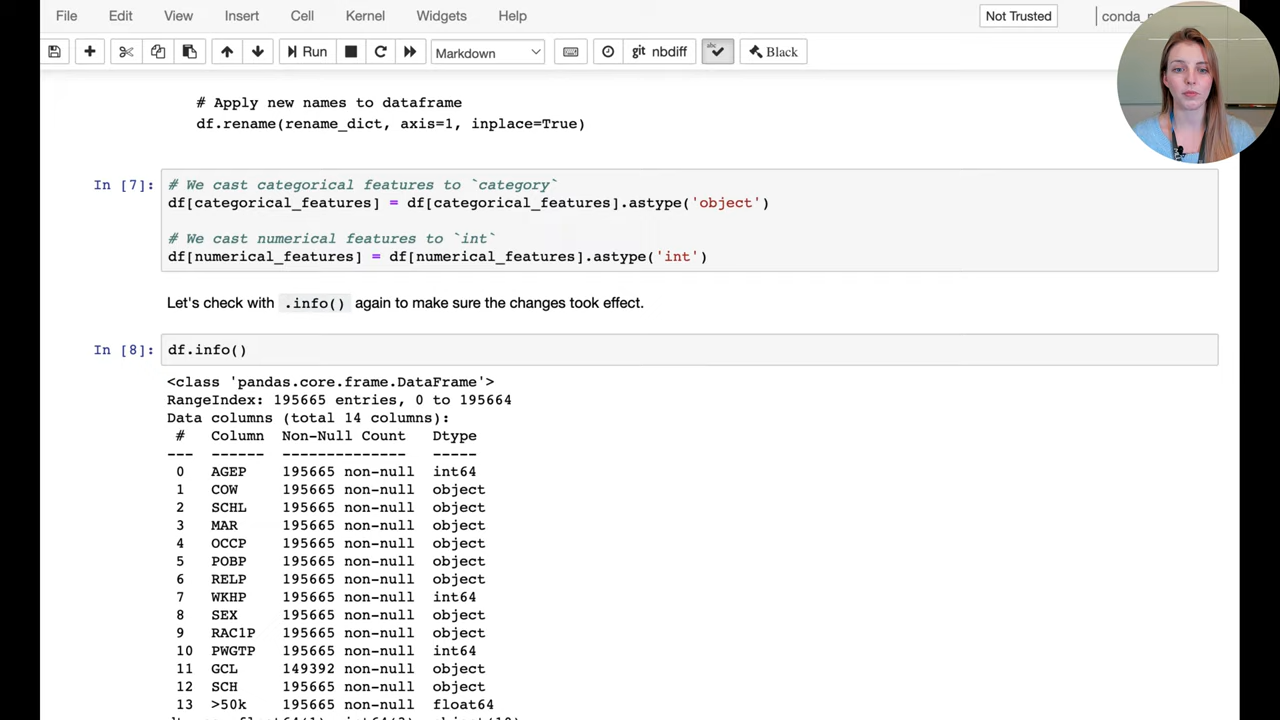 File Edit View Insert Cell Kernel Widgets Help Not Trusted
Run Markdown git nbdiff abc Black
# Apply new names to dataframe
df.rename(rename_dict, axis=1, inplace=True)
In [7]: # We cast categorical features to `category`
df[categorical_features] = df[categorical_features].astype('object')
# We cast numerical features to `int`
df[numerical_features] = df[numerical_features].astype('int')
Let's check with .info() again to make sure the changes took effect.
In [8]: df.info()
<class 'pandas.core.frame.DataFrame'>
RangeIndex: 195665 entries, 0 to 195664
Data columns (total 14 columns):
# Column Non-Null Count Dtype
--- ------ -------------- -----
0 AGEP 195665 non-null int64
1 COW 195665 non-null object
2 SCHL 195665 non-null object
3 MAR 195665 non-null object
4 OCCP 195665 non-null object
5 POBP 195665 non-null object
6 RELP 195665 non-null object
7 WKHP 195665 non-null int64
8 SEX 195665 non-null object
9 RAC1P 195665 non-null object
10 PWGTP 195665 non-null int64
11 GCL 149392 non-null object
12 SCH 195665 non-null object
13 >50k 195665 non-null float64